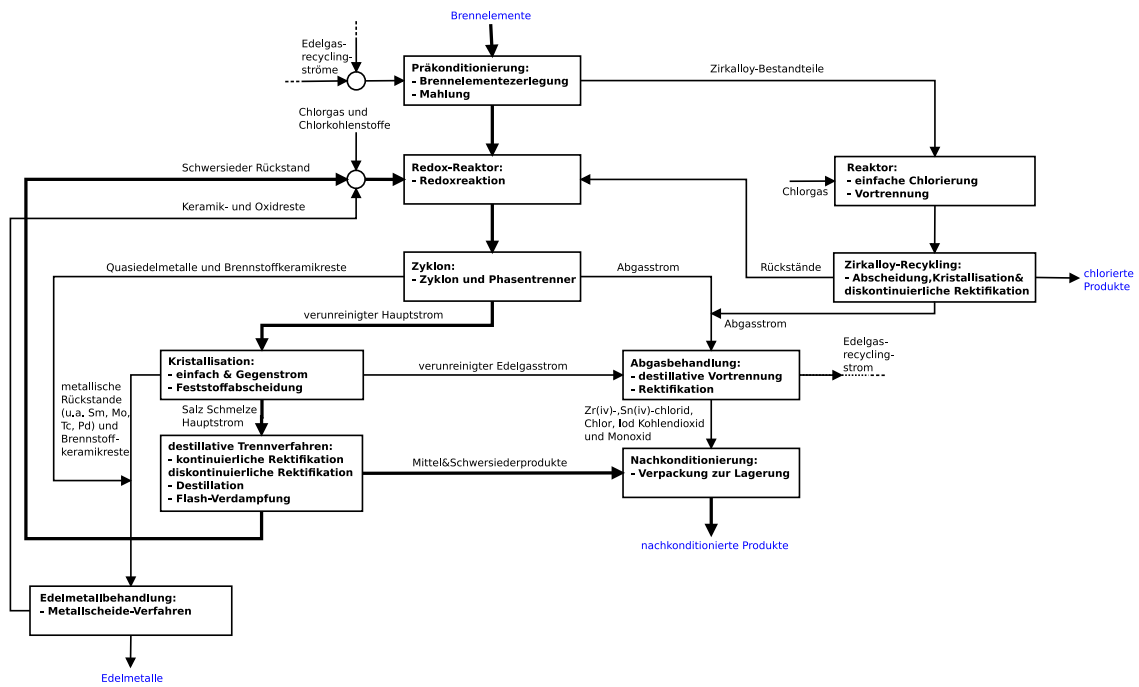 Brennelemente
Edelgas-
recycling-
ströme
Präkonditionierung:
- Brennelementezerlegung
- Mahlung
Zirkalloy-Bestandteile
Chlorgas und
Chlorkohlenstoffe
Schwersieder Rückstand
Redox-Reaktor:
- Redoxreaktion
Reaktor:
- einfache Chlorierung
- Vortrennung
Chlorgas
Keramik- und Oxidreste
Quasiedelmetalle und Brennstoffkeramikreste
Zyklon:
- Zyklon und Phasentrenner
Abgasstrom
Rückstände
Zirkalloy-Recykling:
- Abscheidung,Kristallisation&
diskontinuierliche Rektifikation
chlorierte
Produkte
verunreinigter Hauptstrom
Abgasstrom
Edelgas-
recycling-
strom
Kristallisation:
- einfach & Gegenstrom
- Feststoffabscheidung
verunreinigter Edelgasstrom
Abgasbehandlung:
- destillative Vortrennung
- Rektifikation
metallische
Rückstände
(u.a. Sm, Mo,
Tc, Pd) und
Brennstoff-
keramikreste
Salz Schmelze
Hauptstrom
Zr(iv)-,Sn(iv)-chlorid,
Chlor, Iod Kohlendioxid
und Monoxid
destillative Trennverfahren:
- kontinuierliche Rektifikation
diskontinuierliche Rektifikation
- Destillation
- Flash-Verdampfung
Mittel&Schwersiederprodukte
Nachkonditionierung:
- Verpackung zur Lagerung
nachkonditionierte Produkte
Edelmetallbehandlung:
- Metallscheide-Verfahren
Edelmetalle